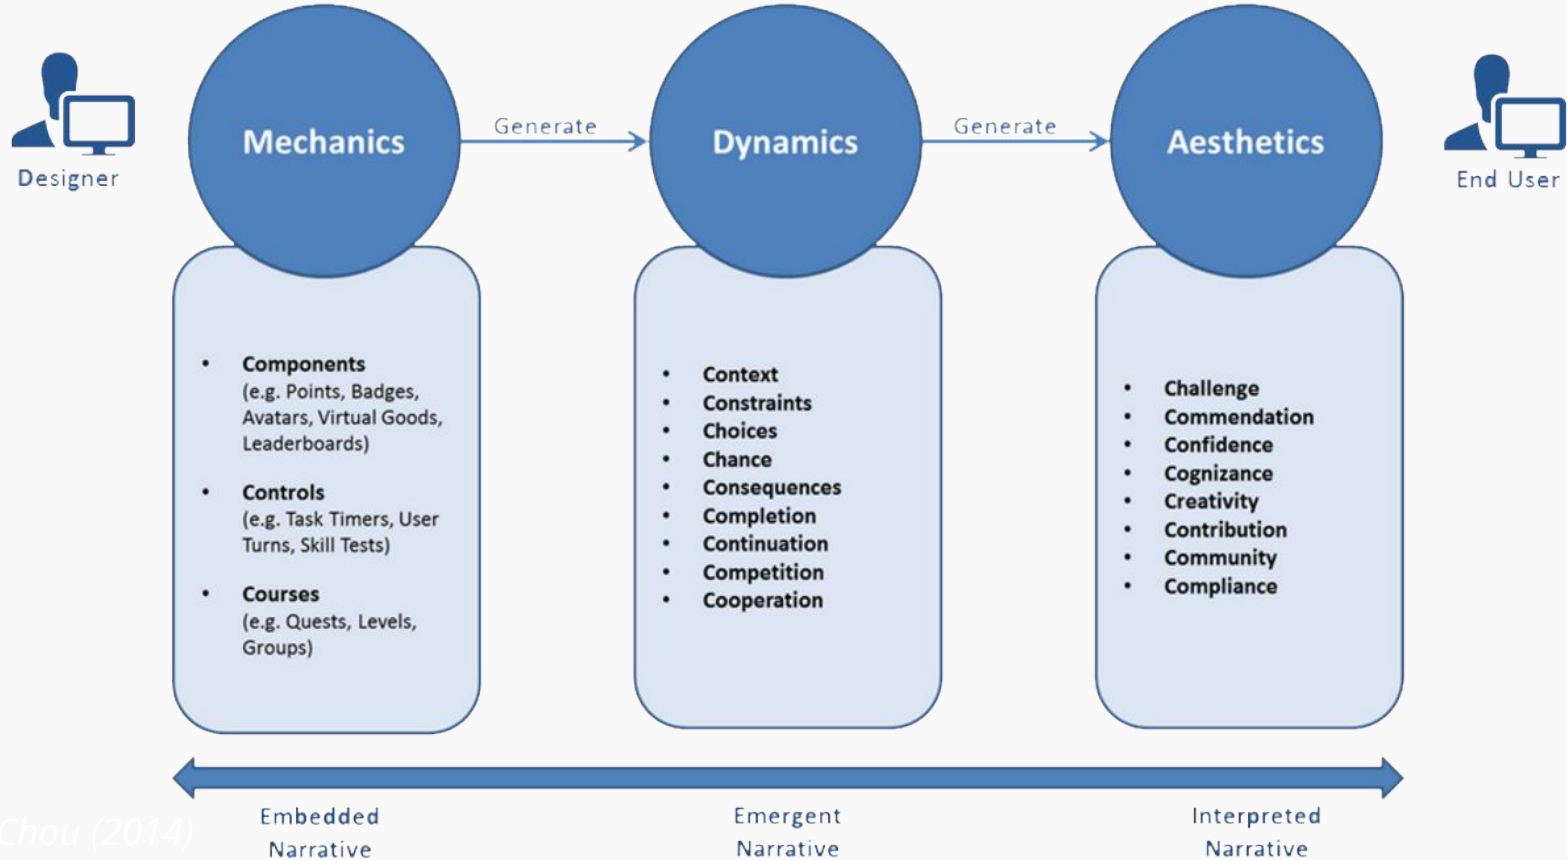 Designer
Mechanics
Generate
Dynamics
Generate
Aesthetics
End User
• Components
(e.g. Points, Badges,
Avatars, Virtual Goods,
Leaderboards)
• Controls
(e.g. Task Timers, User
Turns, Skill Tests)
• Courses
(e.g. Quests, Levels,
Groups)
• Context
• Constraints
• Choices
• Chance
• Consequences
• Completion
• Continuation
• Competition
• Cooperation
• Challenge
• Commendation
• Confidence
• Cognizance
• Creativity
• Contribution
• Community
• Compliance
Embedded
Narrative
Emergent
Narrative
Interpreted
Narrative
Chou (2014)